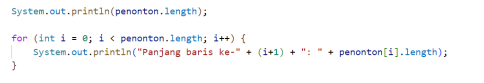 System.out.println(penonton.length);
for (int i = 0; i < penonton.length; i++) {
    System.out.println("Panjang baris ke-" + (i+1) + ": " + penonton[i].length);
}